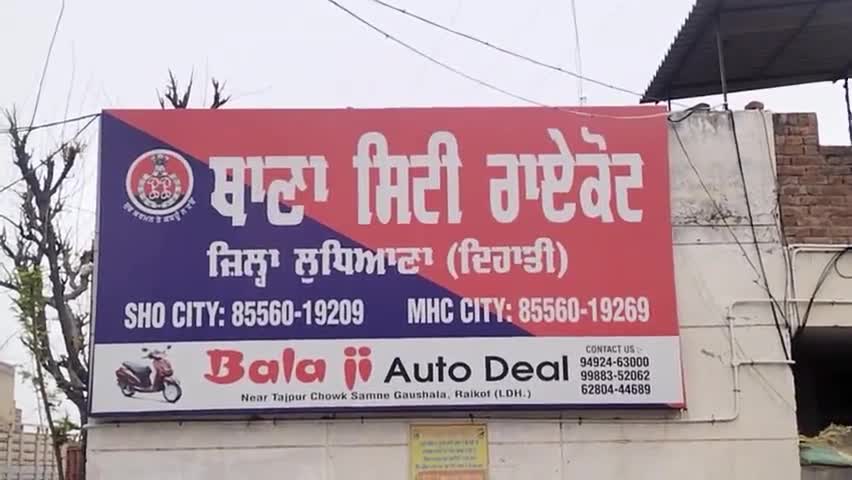 ਥਾਣਾ ਸਿਟੀ ਰਾਏਕੋਟ
ਜ਼ਿਲ੍ਹਾ ਲੁਧਿਆਣਾ (ਦਿਹਾਤੀ)
SHO CITY: 85560-19209 MHC CITY: 85560-19269
Bala ji Auto Deal
Near Tajpur Chowk Samne Gaushala, Raikot (LDH.)
CONTACT US :
94924-63000
99883-52062
62804-44689